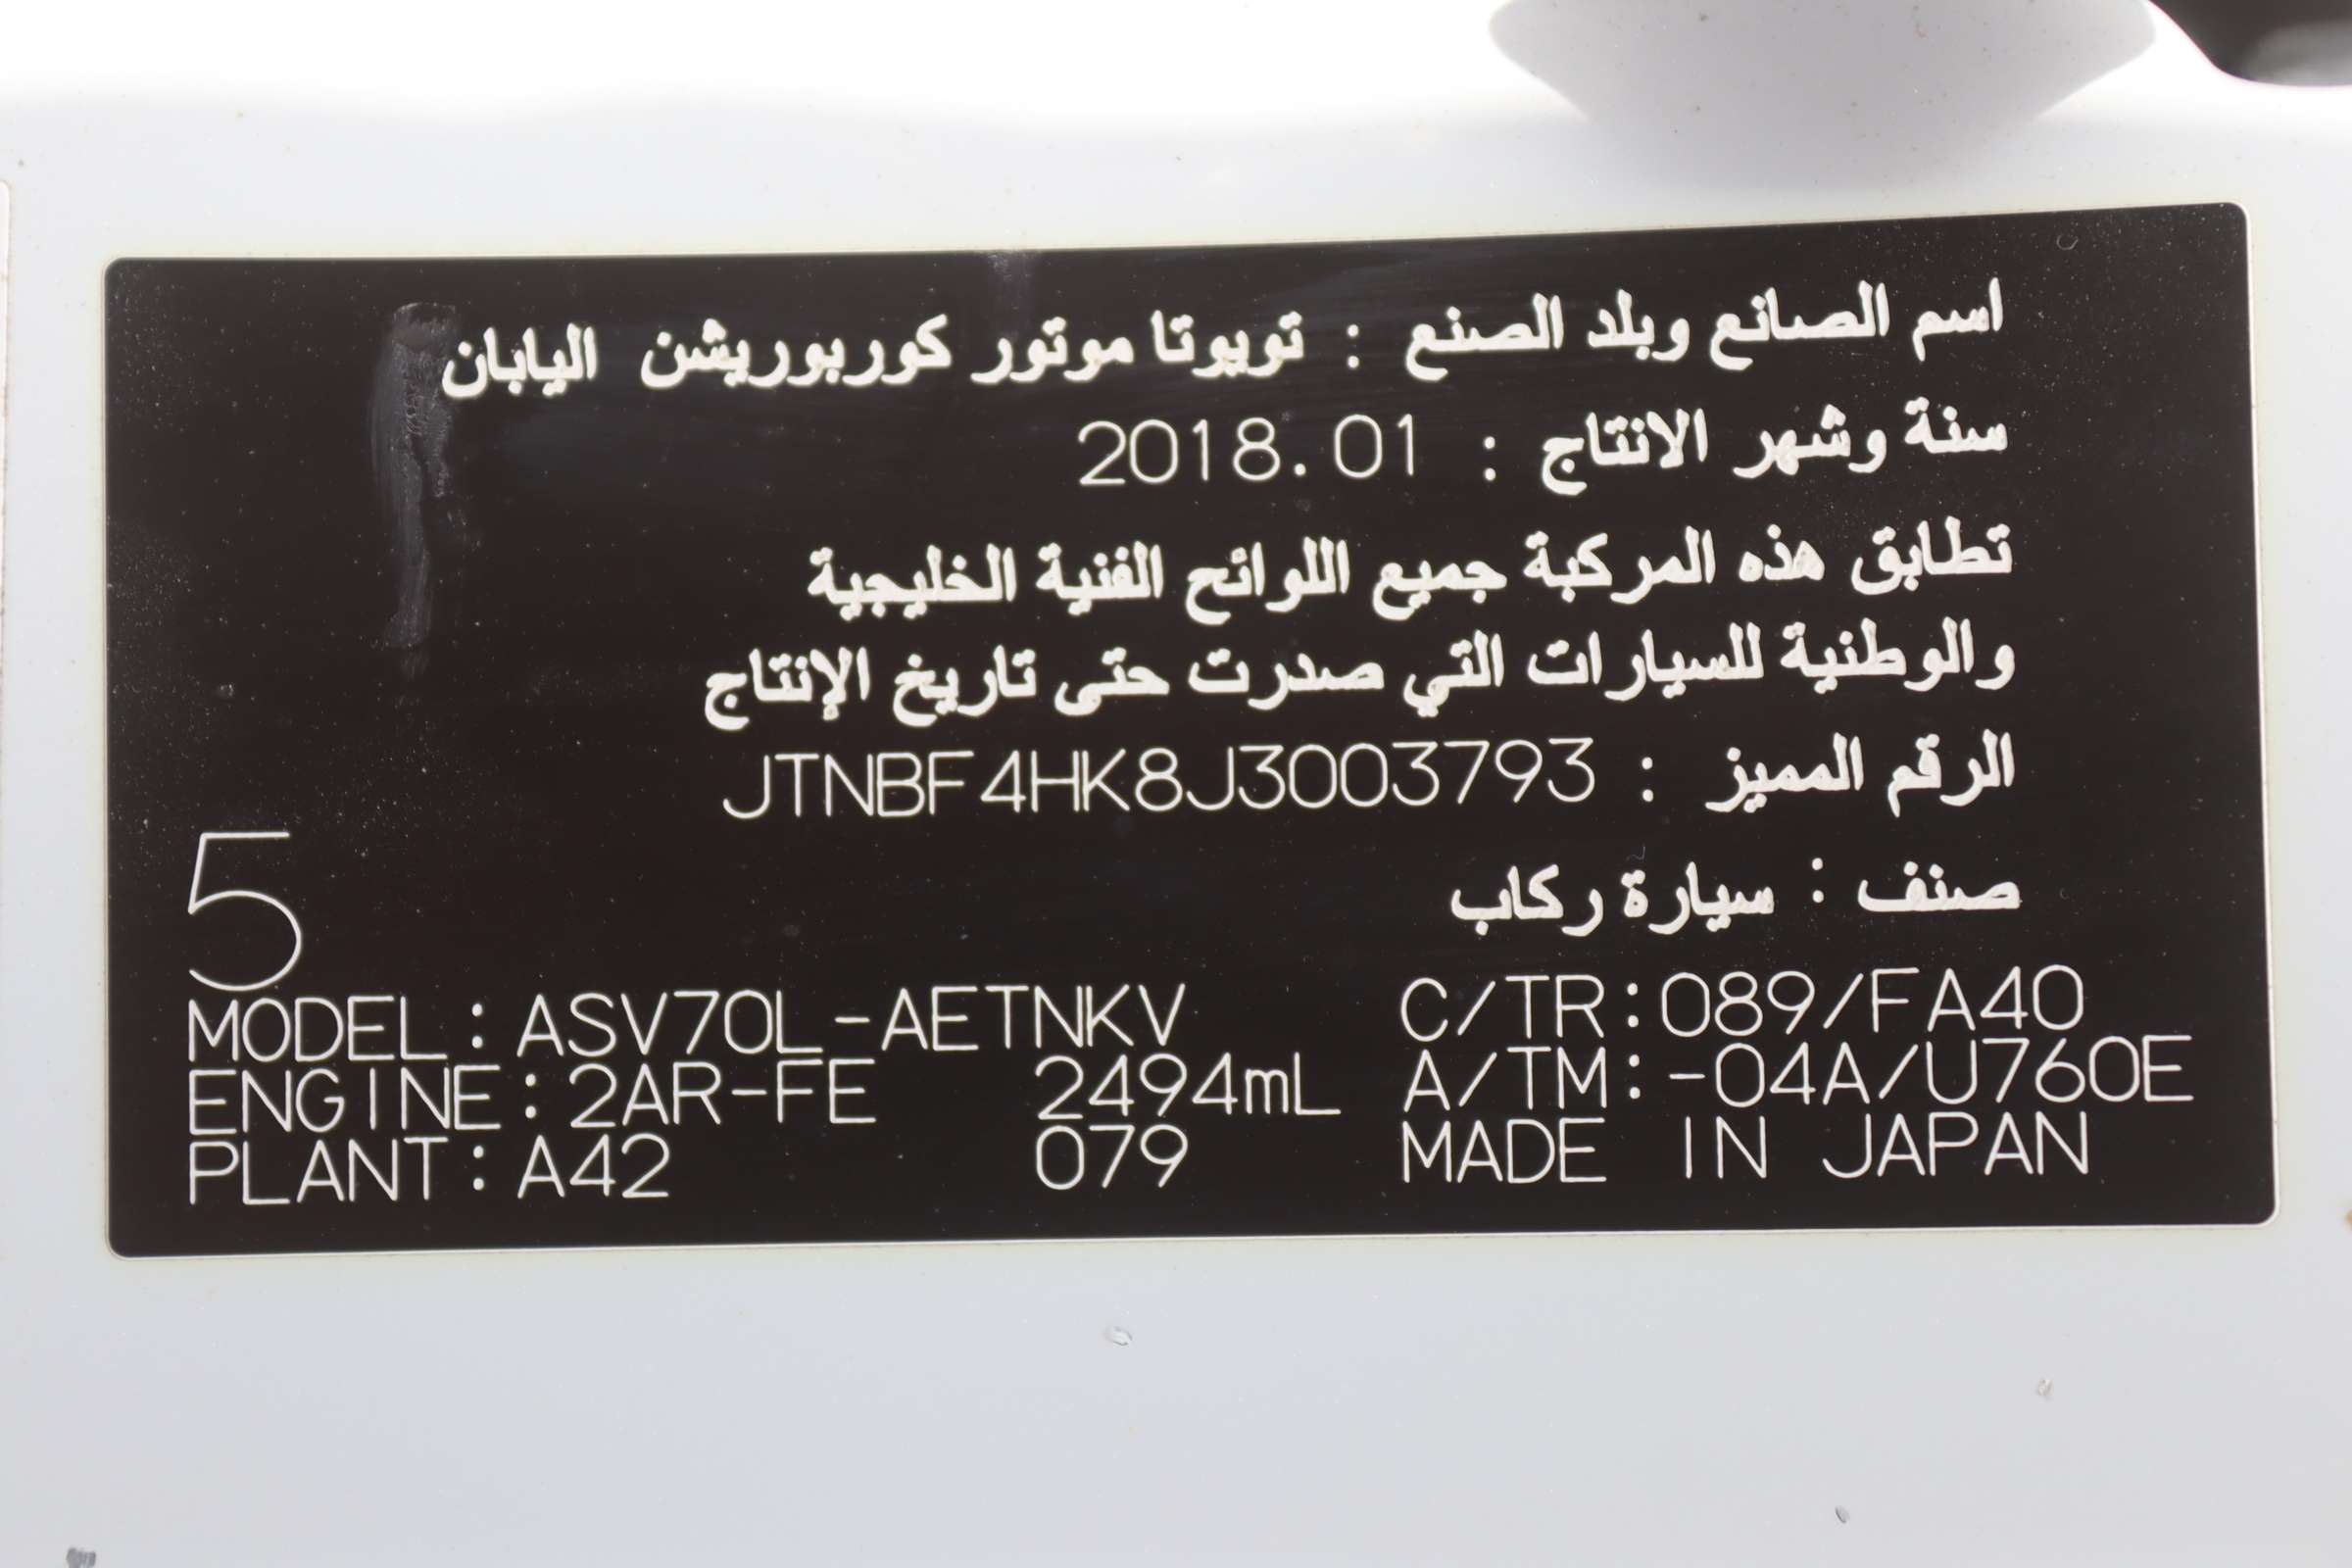 اسم الصانع وبلد الصنع : تويوتا موتور كوربوريشن اليابان
سنة وشهر الانتاج : 2018.01
تطابق هذه المركبة جميع اللوائح الفنية الخليجية
والوطنية للسيارات التي صدرت حتى تاريخ الإنتاج
الرقم المميز : JTNBF4HK8J3003793
صنف : سيارة ركاب
5
MODEL:ASV70L-AETNKV C/TR:089/FA40
ENGINE:2AR-FE 2494mL A/TM:-04A/U760E
PLANT:A42 079 MADE IN JAPAN